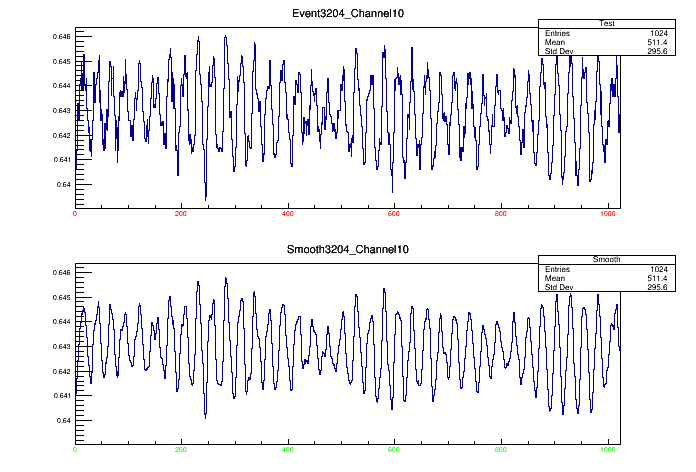 Event3204_Channel10
Test
Entries 1024
Mean 511.4
Std Dev 295.6
0.646
0.645
0.644
0.643
0.642
0.641
0.64
0 200 400 600 800 1000
Smooth3204_Channel10
Smooth
Entries 1024
Mean 511.4
Std Dev 295.6
0.646
0.645
0.644
0.643
0.642
0.641
0.64
0 200 400 600 800 1000